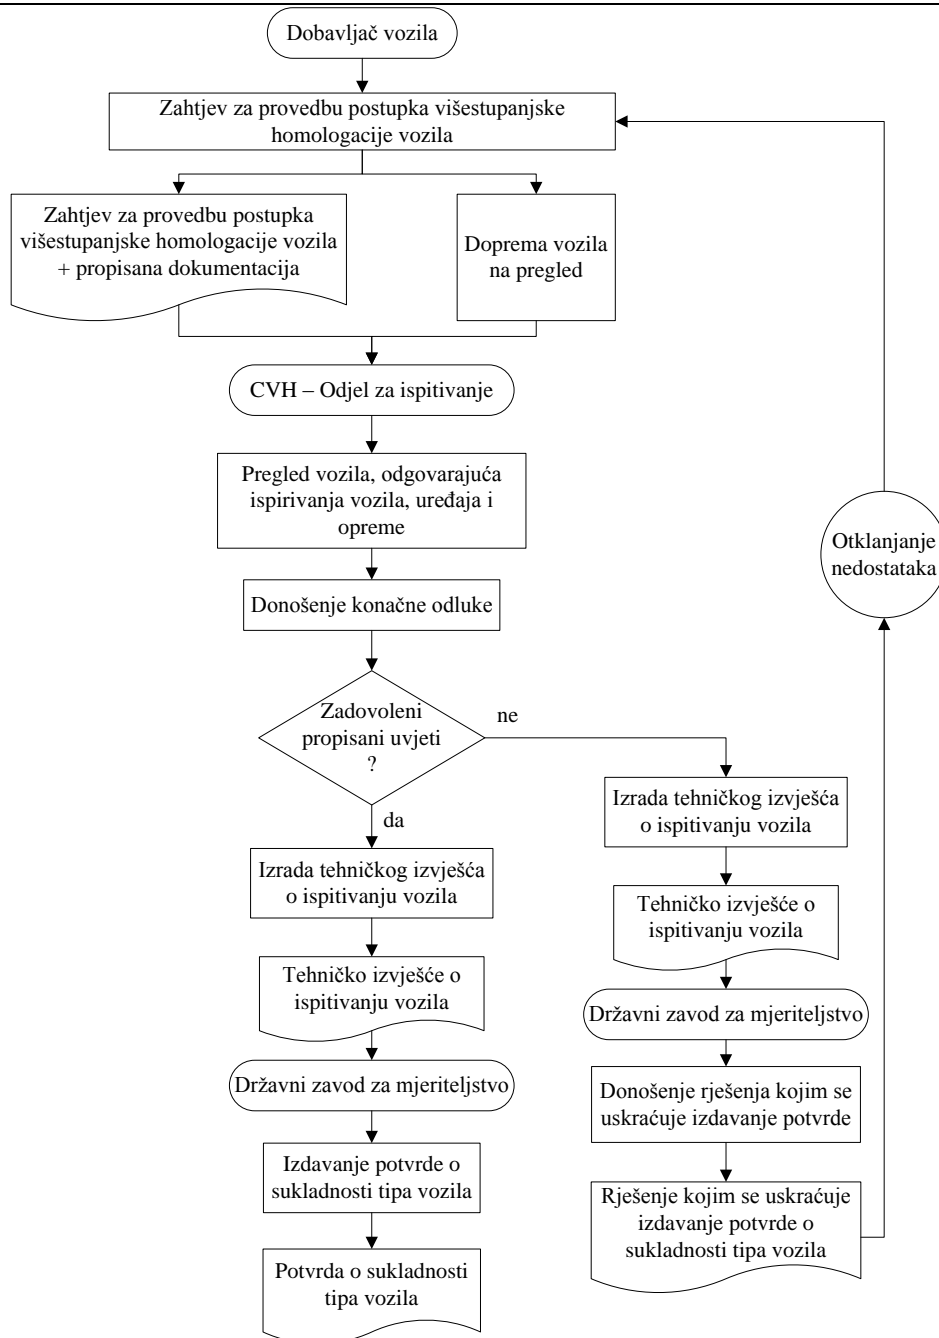 Dobavljač vozila
Zahtjev za provedbu postupka višestupanjske
homologacije vozila
Zahtjev za provedbu postupka
višestupanjske homologacije vozila
+ propisana dokumentacija
Doprema vozila
na pregled
CVH – Odjel za ispitivanje
Pregled vozila, odgovarajuća
ispirivanja vozila, uređaja i
opreme
Otklanjanje
nedostataka
Donošenje konačne odluke
Zadovoleni
propisani uvjeti
?
ne
da
Izrada tehničkog izvješća
o ispitivanju vozila
Tehničko izvješće o
ispitivanju vozila
Državni zavod za mjeriteljstvo
Izdavanje potvrde o
sukladnosti tipa vozila
Potvrda o sukladnosti
tipa vozila
Izrada tehničkog izvješća
o ispitivanju vozila
Tehničko izvješće o
ispitivanju vozila
Državni zavod za mjeriteljstvo
Donošenje rješenja kojim se
uskraćuje izdavanje potvrde
Rješenje kojim se uskraćuje
izdavanje potvrde o
sukladnosti tipa vozila